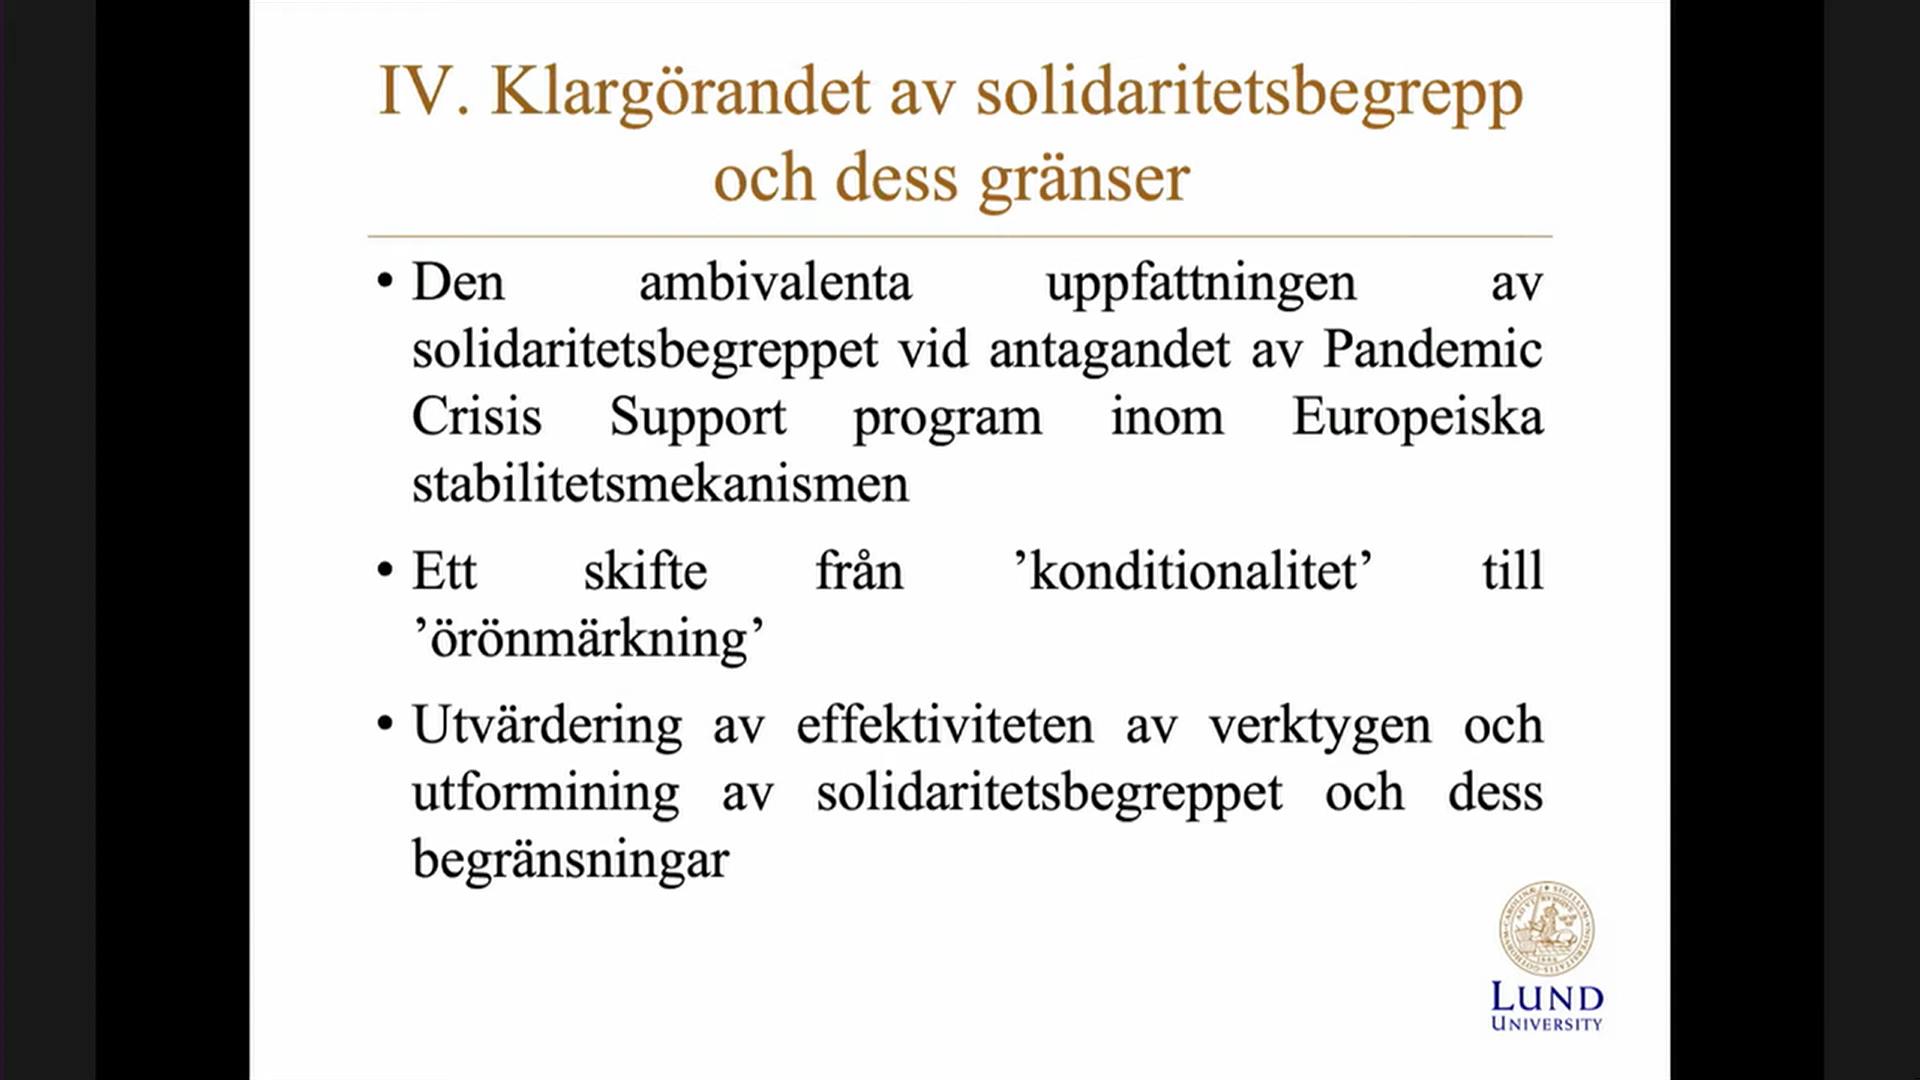 IV. Klargörandet av solidaritetsbegrepp
och dess gränser
• Den ambivalenta uppfattningen av
solidaritetsbegreppet vid antagandet av Pandemic
Crisis Support program inom Europeiska
stabilitetsmekanismen
• Ett skifte från ’konditionalitet’ till
’örönmärkning’
• Utvärdering av effektiviteten av verktygen och
utformining av solidaritetsbegreppet och dess
begränsningar
LUND
UNIVERSITY